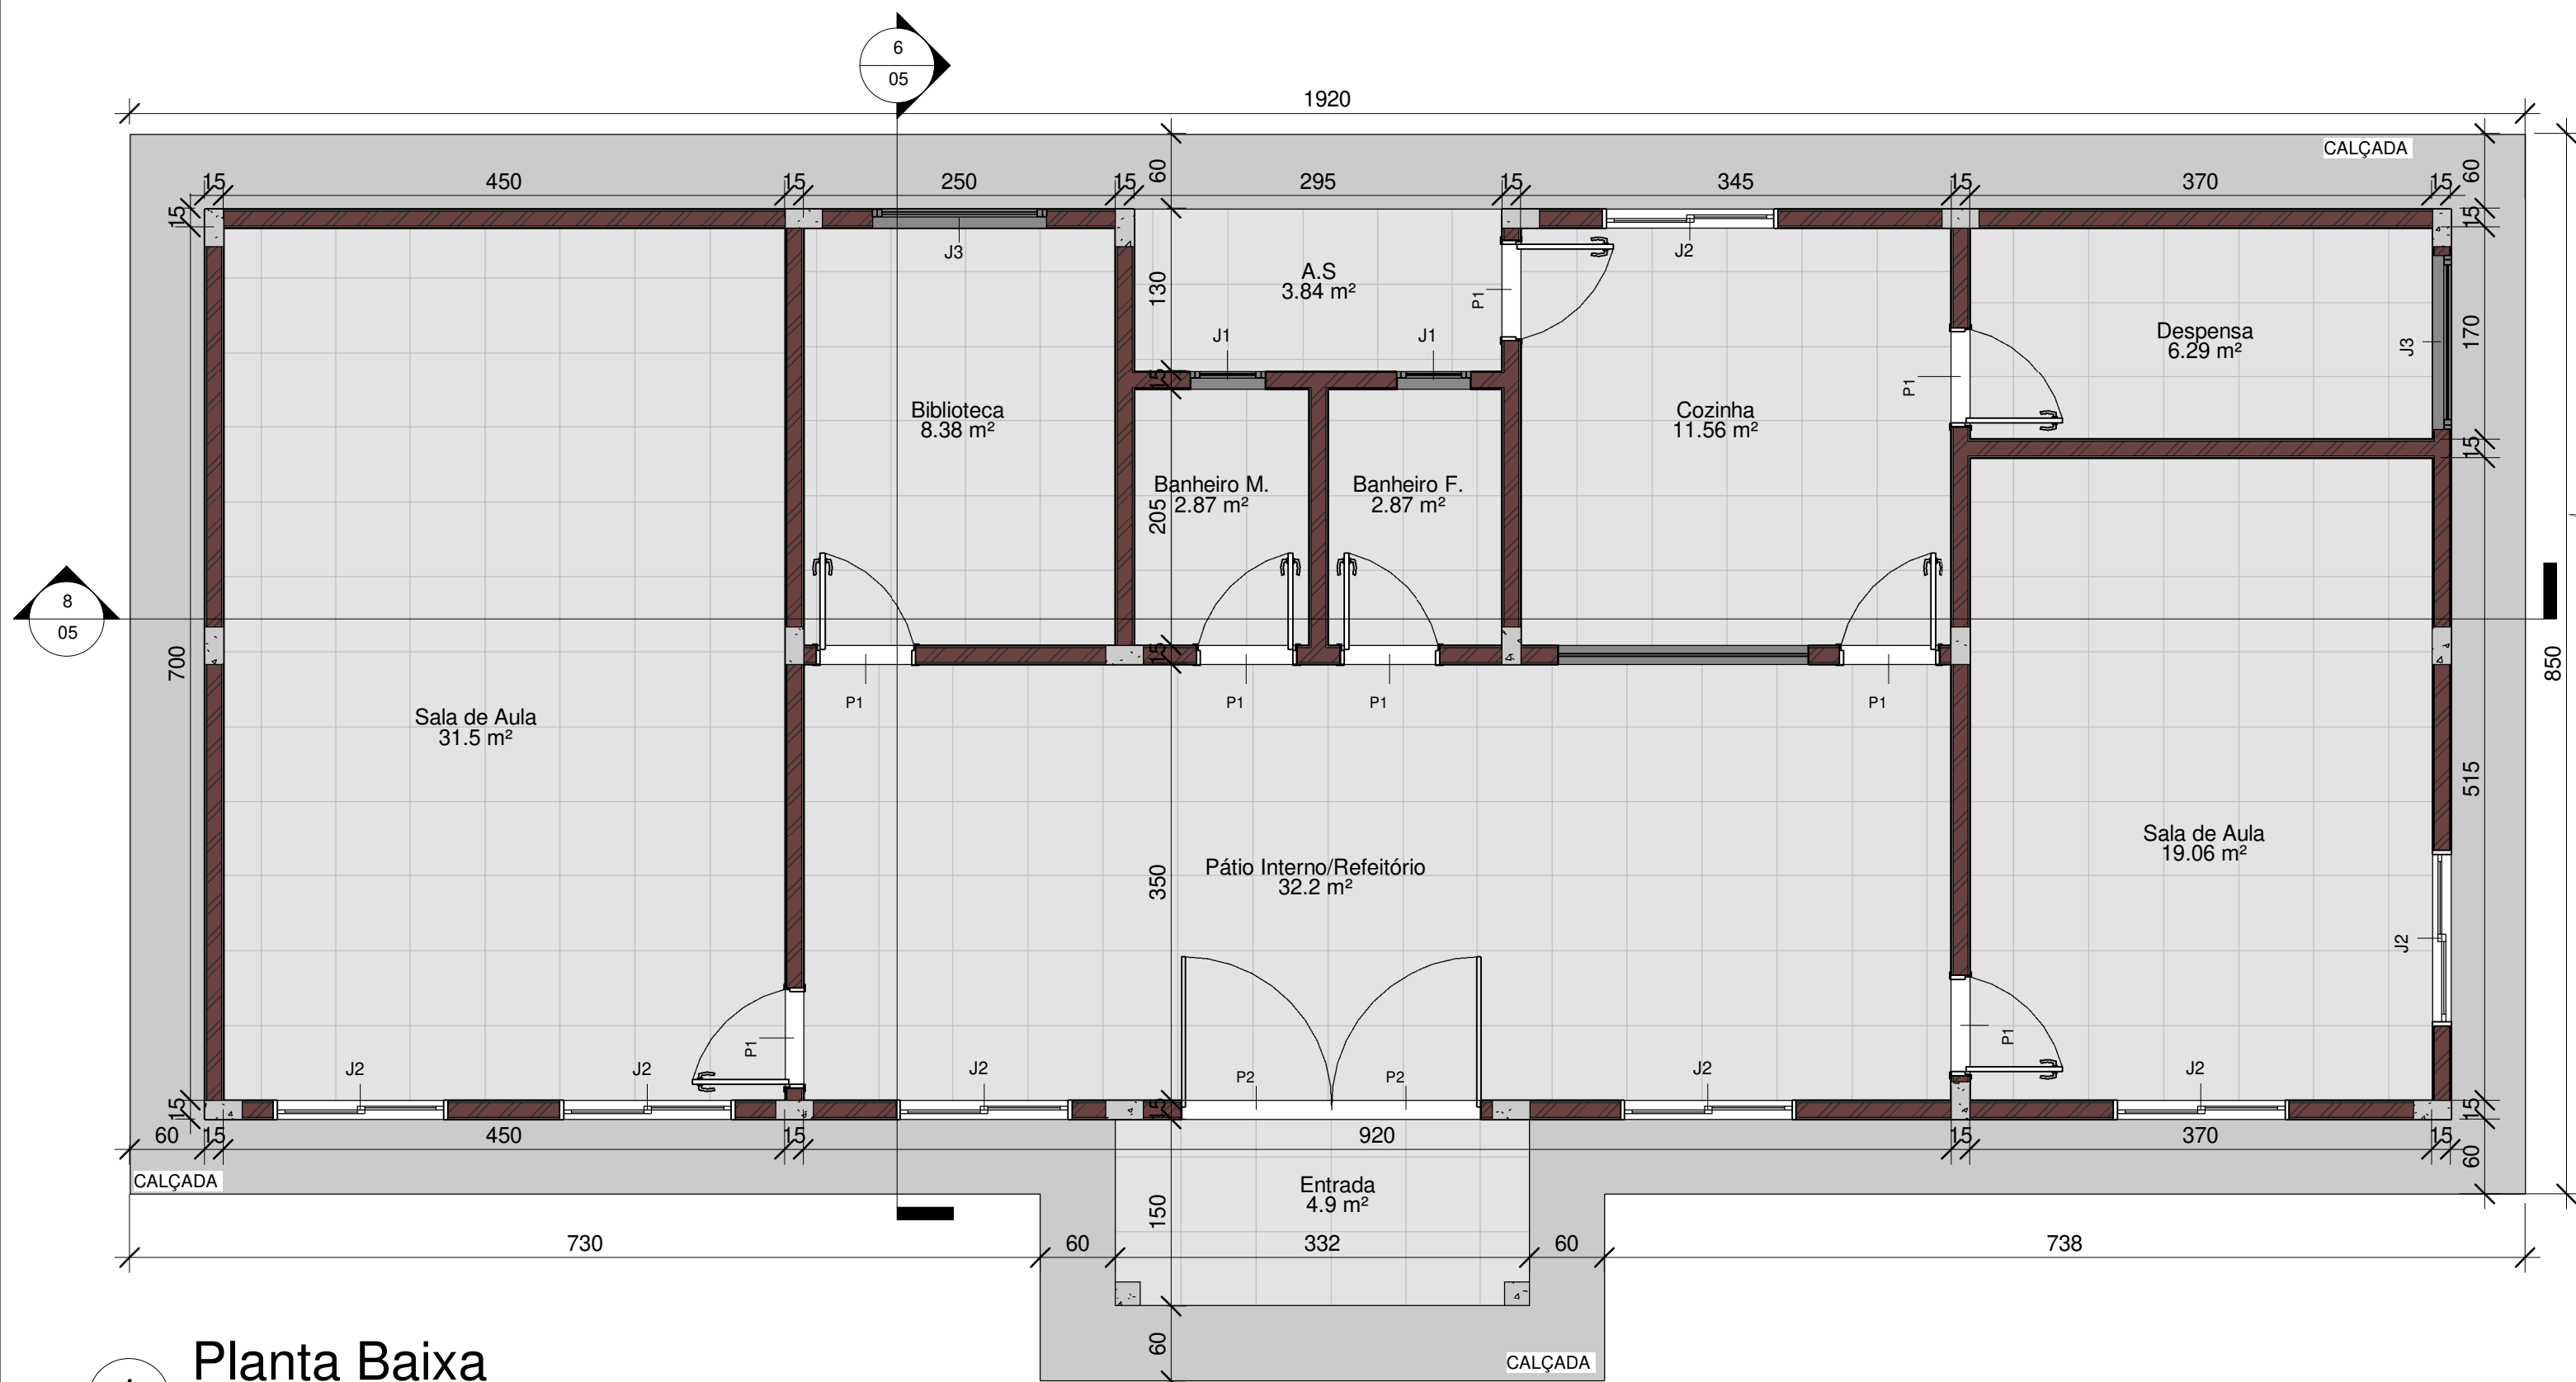 6
05
1920
CALÇADA
15
450
15
250
15
60
295
15
345
15
370
15
60
15
15
J3
J2
A.S
3.84 m²
130
P1
J1
J1
Despensa
6.29 m²
170
J3
P1
15
Biblioteca
8.38 m²
Cozinha
11.56 m²
15
Banheiro M.
2.87 m²
Banheiro F.
2.87 m²
205
8
05
15
700
850
P1
P1
P1
P1
Sala de Aula
31.5 m²
515
Sala de Aula
19.06 m²
Pátio Interno/Refeitório
32.2 m²
350
J2
P1
P1
J2
J2
J2
P2
P2
J2
J2
15
15
15
60
15
450
15
920
15
370
15
60
CALÇADA
Entrada
4.9 m²
150
730
60
332
60
738
60
CALÇADA
Planta Baixa